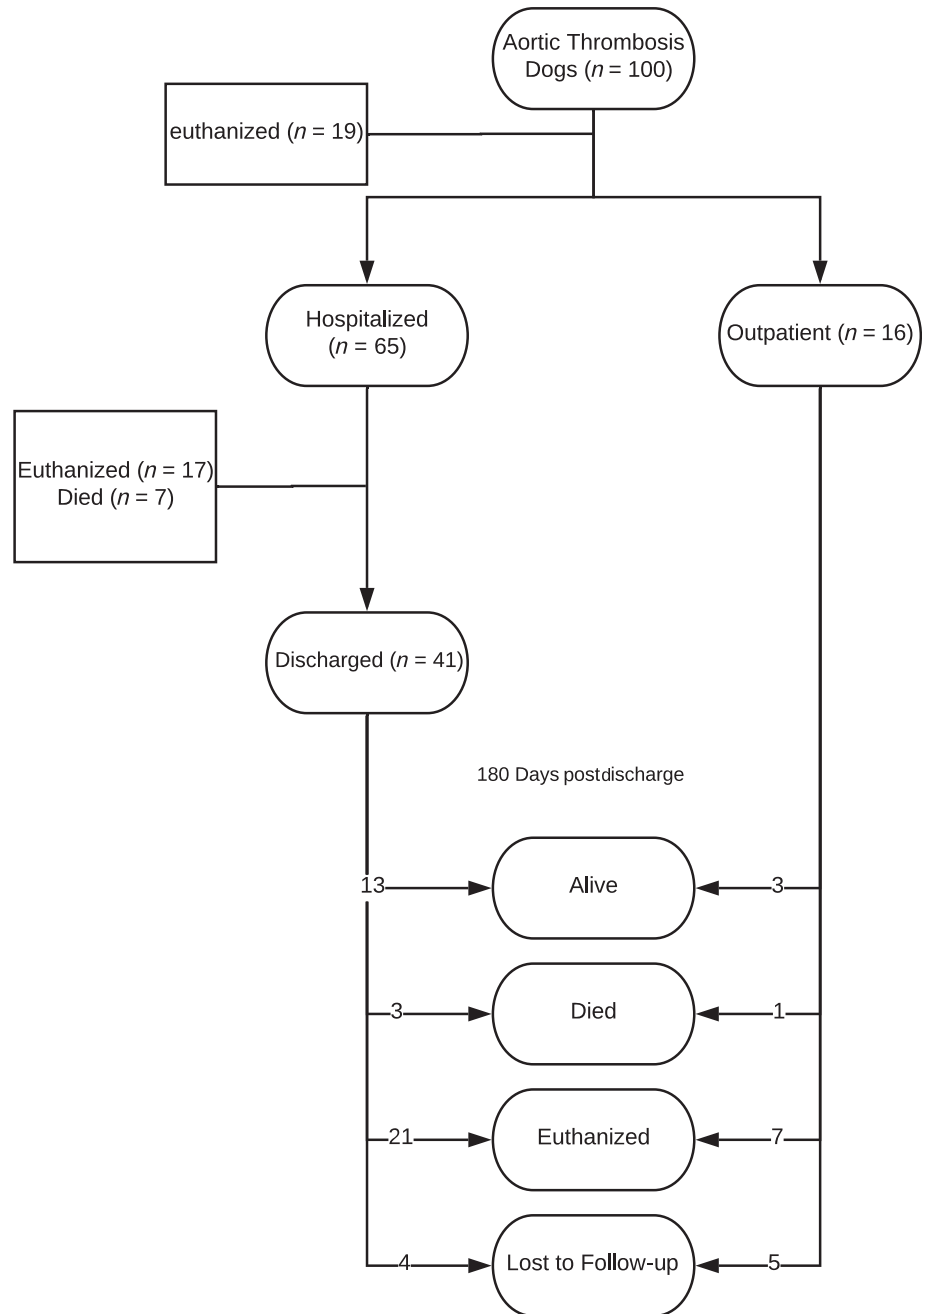 Aortic Thrombosis
Dogs (n = 100)
euthanized (n = 19)
Hospitalized
(n = 65)
Outpatient (n = 16)
Euthanized (n = 17)
Died (n = 7)
Discharged (n = 41)
180 Days postdischarge
13 Alive 3
3 Died 1
21 Euthanized 7
4 Lost to Follow-up 5